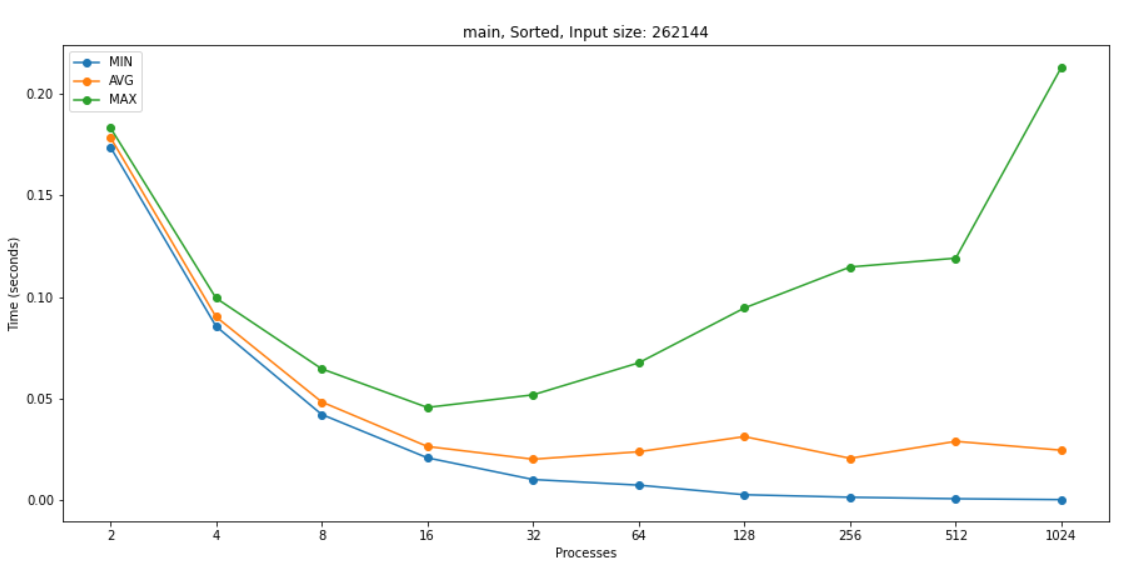 main, Sorted, Input size: 262144
MIN
AVG
MAX
0.20
0.15
0.10
0.05
0.00
Time (seconds)
2 4 8 16 32 64 128 256 512 1024
Processes